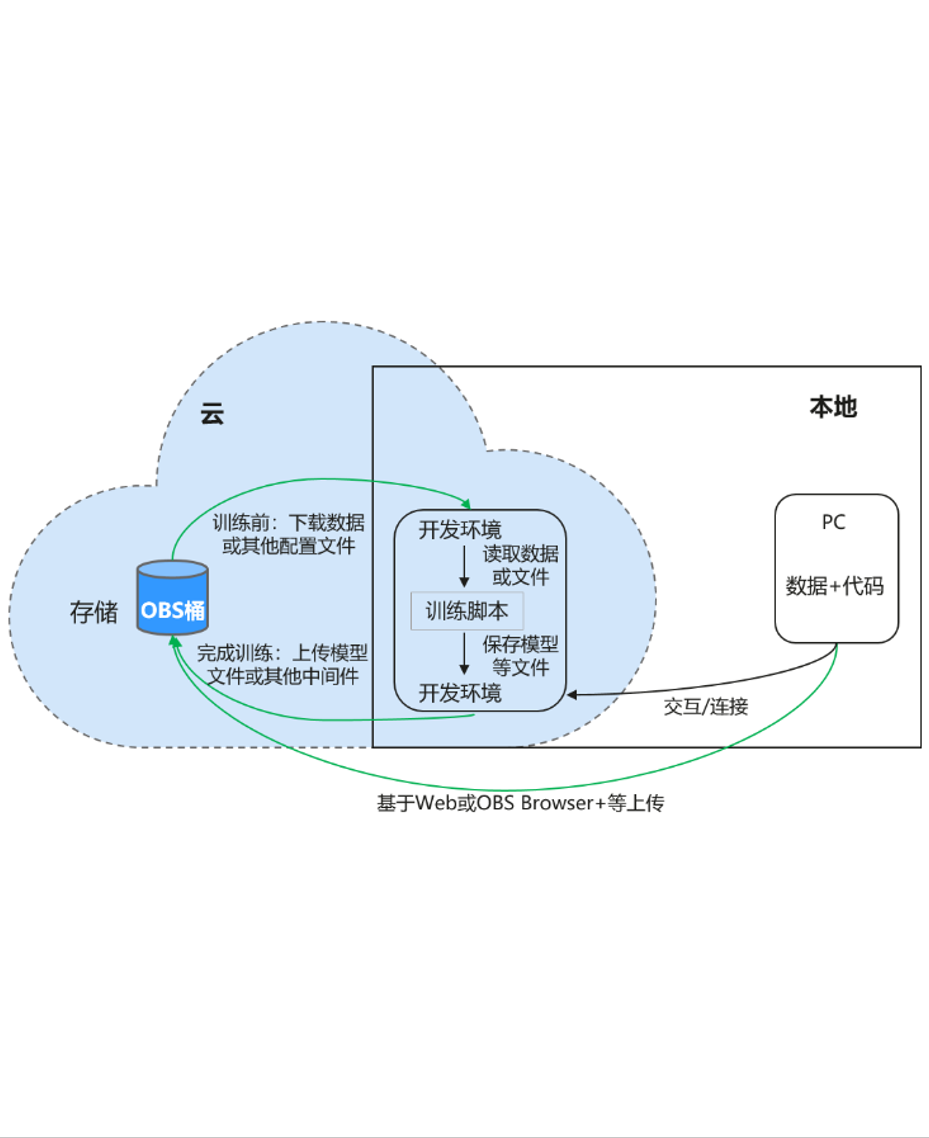 云
本地
训练前：下载数据
或其他配置文件
开发环境
读取数据
或文件
训练脚本
保存模型
等文件
开发环境
PC
数据+代码
存储
OBS桶
完成训练：上传模型
文件或其他中间件
交互/连接
基于Web或OBS Browser+等上传